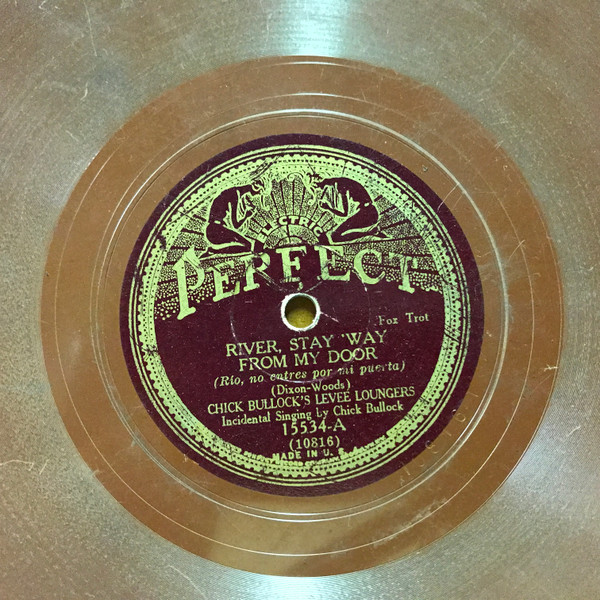 ELECTRIC
PERFECT
Fox Trot
RIVER, STAY 'WAY
FROM MY DOOR
(Rio, no entres por mi puerta)
(Dixon-Woods)
CHICK BULLOCK'S LEVEE LOUNGERS
Incidental Singing by Chick Bullock
15534-A
(10816)
MADE IN U. S.